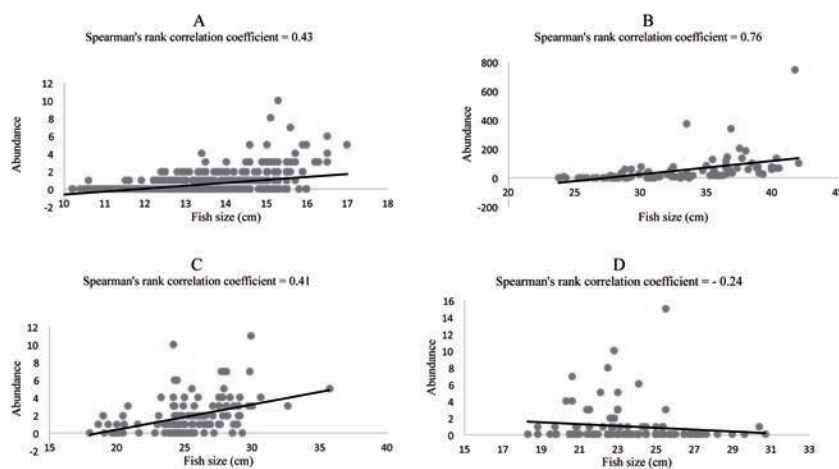 A
Spearman's rank correlation coefficient = 0.43
12
10
8
6
4
2
0
-2
Abundance
10 11 12 13 14 15 16 17 18
Fish size (cm)
B
Spearman's rank correlation coefficient = 0.76
800
600
400
200
0
-200
Abundance
20 25 30 35 40 45
Fish size (cm)
C
Spearman's rank correlation coefficient = 0.41
12
10
8
6
4
2
0
Abundance
15 20 25 30 35 40
Fish size (cm)
D
Spearman's rank correlation coefficient = - 0.24
16
14
12
10
8
6
4
2
0
Abundance
15 17 19 21 23 25 27 29 31 33
Fish size (cm)